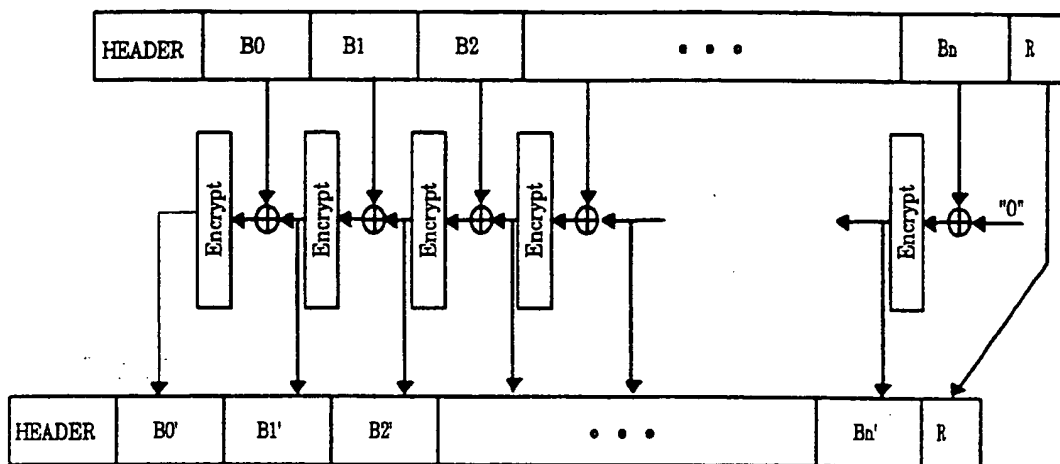 HEADER B0 B1 B2 • • • Bn R
Encrypt Encrypt Encrypt Encrypt Encrypt "0"
HEADER B0' B1' B2' • • • Bn' R